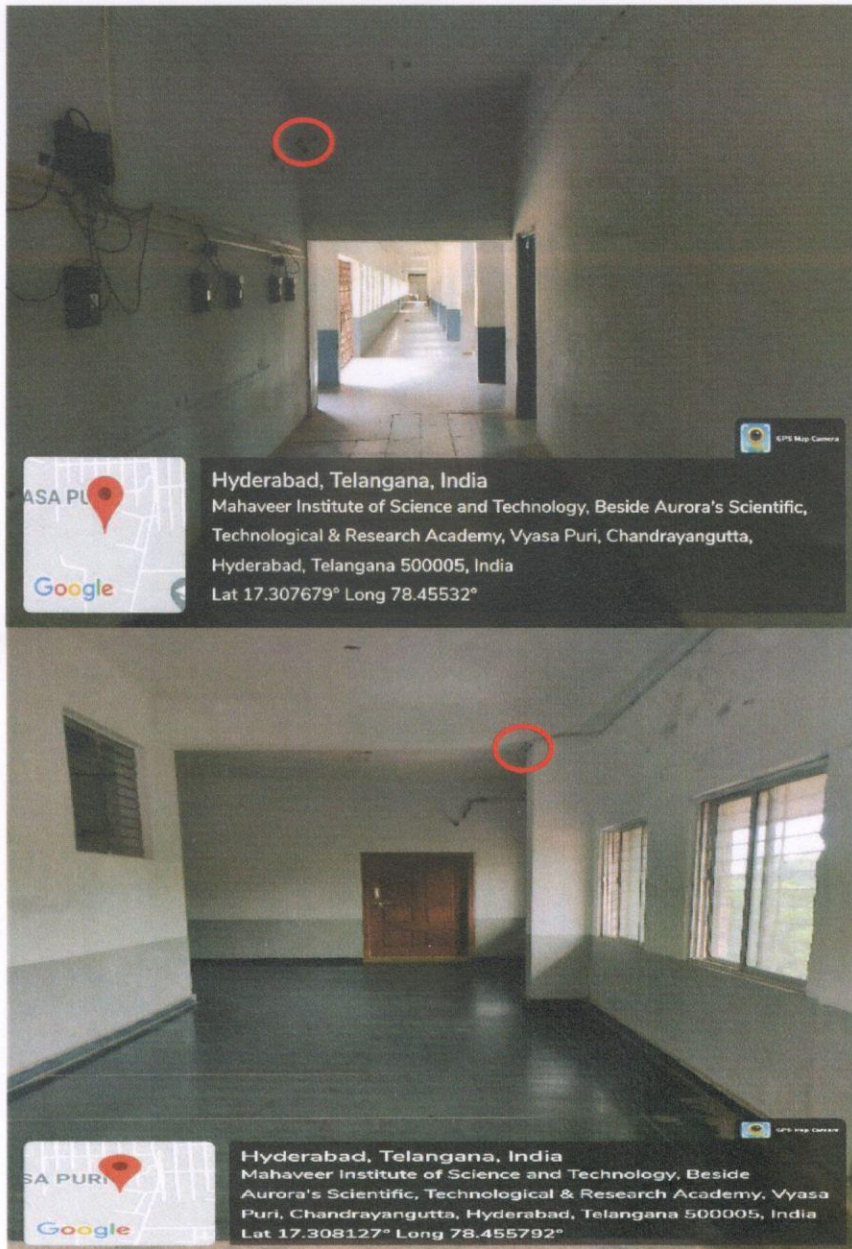 GPS Map Camera
ASA PU
Google
Hyderabad, Telangana, India
Mahaveer Institute of Science and Technology, Beside Aurora's Scientific,
Technological & Research Academy, Vyasa Puri, Chandrayangutta,
Hyderabad, Telangana 500005, India
Lat 17.307679° Long 78.45532°
GPS Map Camera
SA PURI
Google
Hyderabad, Telangana, India
Mahaveer Institute of Science and Technology, Beside
Aurora's Scientific, Technological & Research Academy, Vyasa
Puri, Chandrayangutta, Hyderabad, Telangana 500005, India
Lat 17.308127° Long 78.455792°